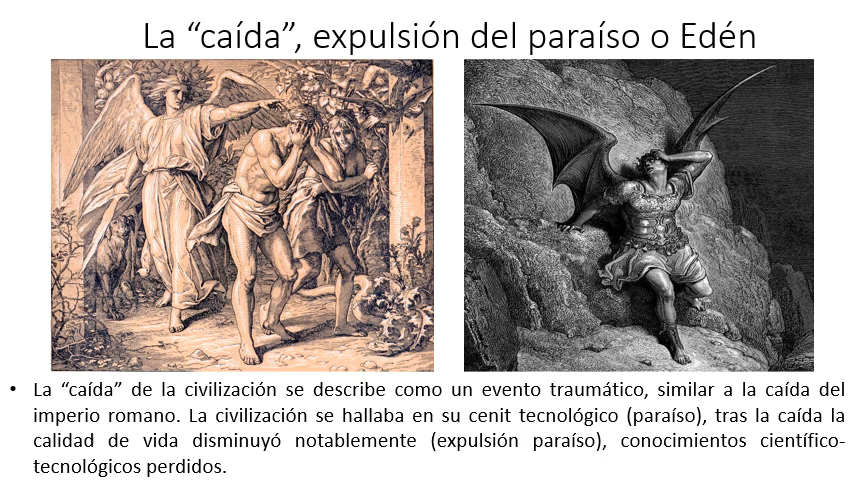 La “caída”, expulsión del paraíso o Edén
• La “caída” de la civilización se describe como un evento traumático, similar a la caída del
imperio romano. La civilización se hallaba en su cenit tecnológico (paraíso), tras la caída la
calidad de vida disminuyó notablemente (expulsión paraíso), conocimientos científico-
tecnológicos perdidos.